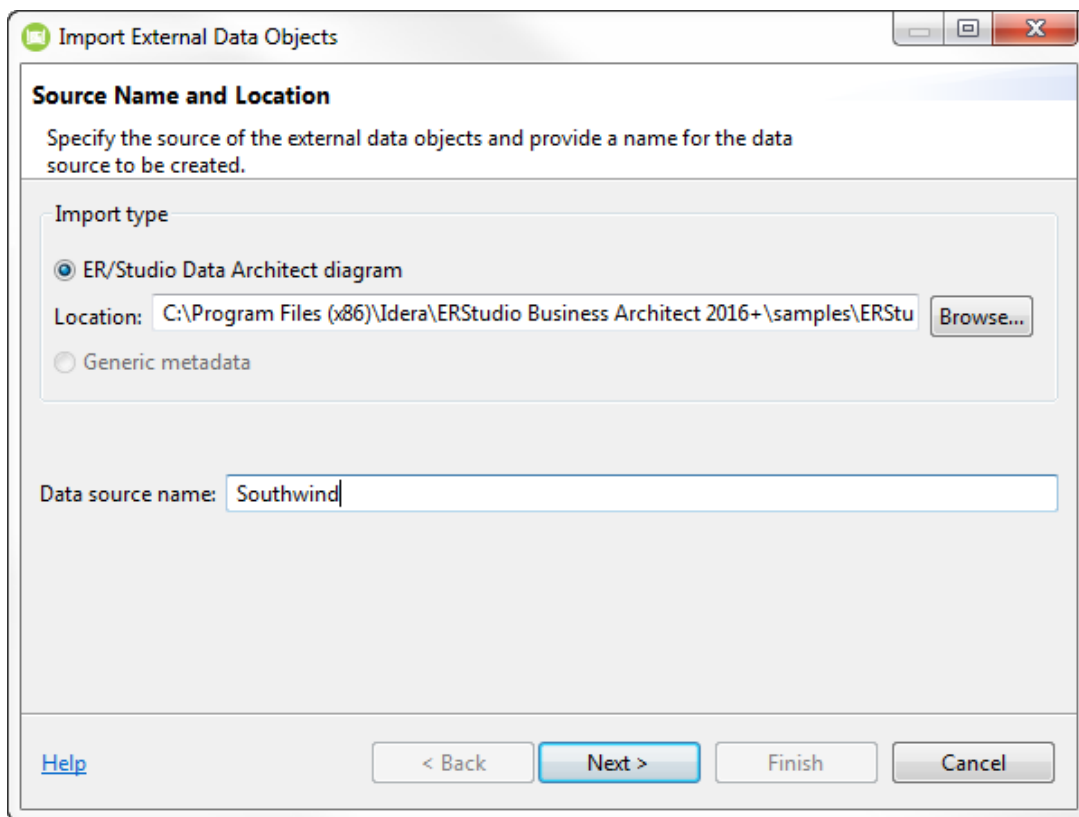 Import External Data Objects
Source Name and Location
Specify the source of the external data objects and provide a name for the data
source to be created.
Import type
ER/Studio Data Architect diagram
Location: C:\Program Files (x86)\Idera\ERStudio Business Architect 2016+\samples\ERStu Browse...
Generic metadata
Data source name: Southwind
Help < Back Next > Finish Cancel